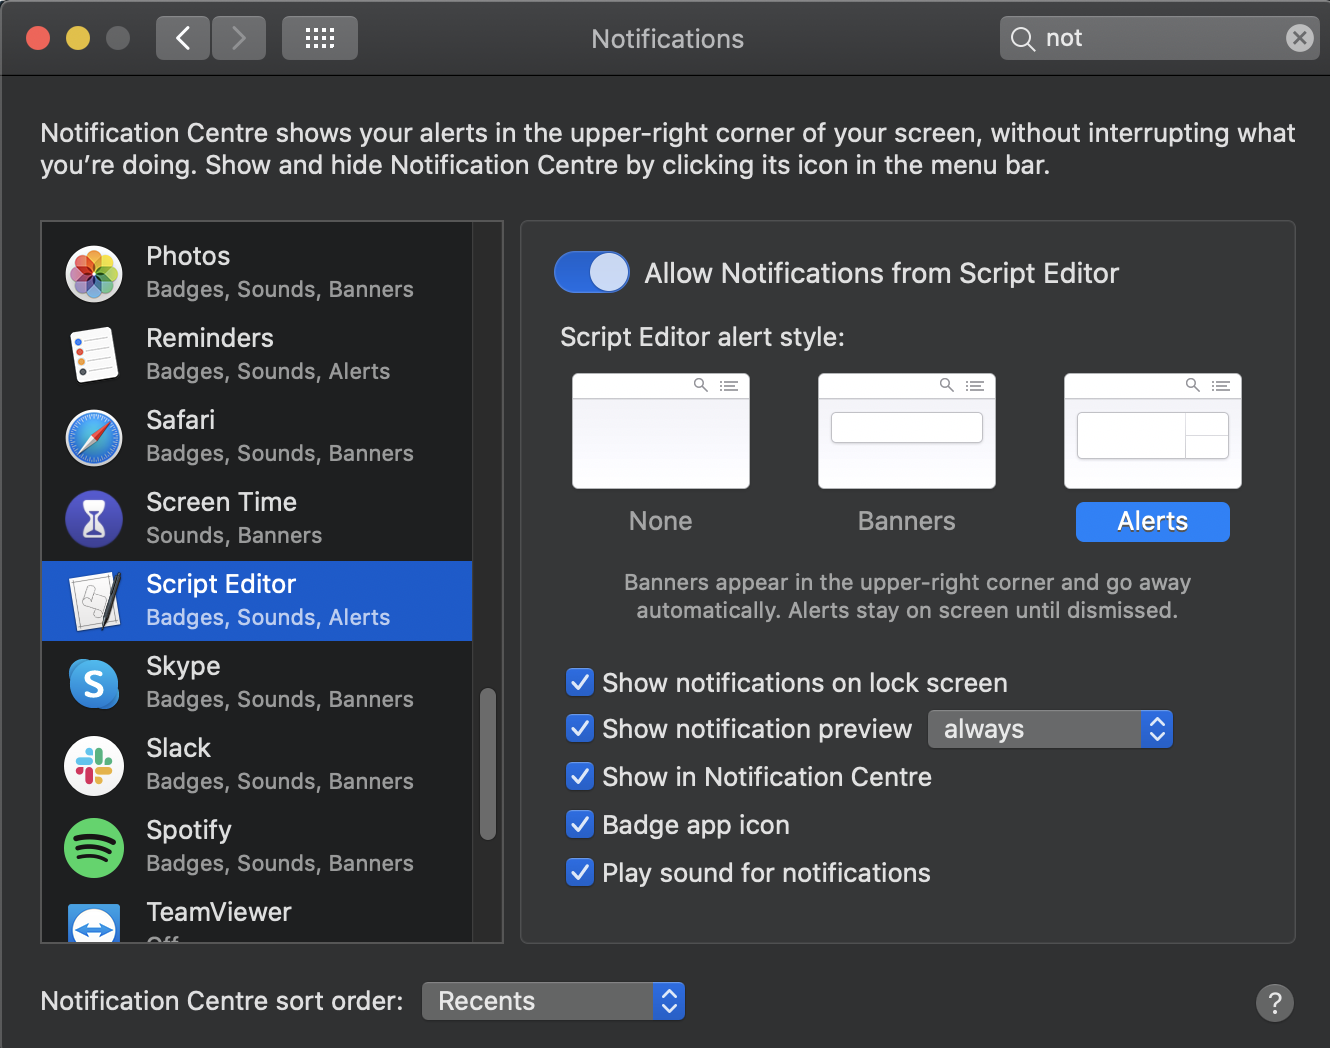 Notifications
not
Notification Centre shows your alerts in the upper-right corner of your screen, without interrupting what
you're doing. Show and hide Notification Centre by clicking its icon in the menu bar.
Photos
Badges, Sounds, Banners
Reminders
Badges, Sounds, Alerts
Safari
Badges, Sounds, Banners
Screen Time
Sounds, Banners
Script Editor
Badges, Sounds, Alerts
Skype
Badges, Sounds, Banners
Slack
Badges, Sounds, Banners
Spotify
Badges, Sounds, Banners
TeamViewer
Off
Allow Notifications from Script Editor
Script Editor alert style:
None
Banners
Alerts
Banners appear in the upper-right corner and go away
automatically. Alerts stay on screen until dismissed.
Show notifications on lock screen
Show notification preview always
Show in Notification Centre
Badge app icon
Play sound for notifications
Notification Centre sort order: Recents
?